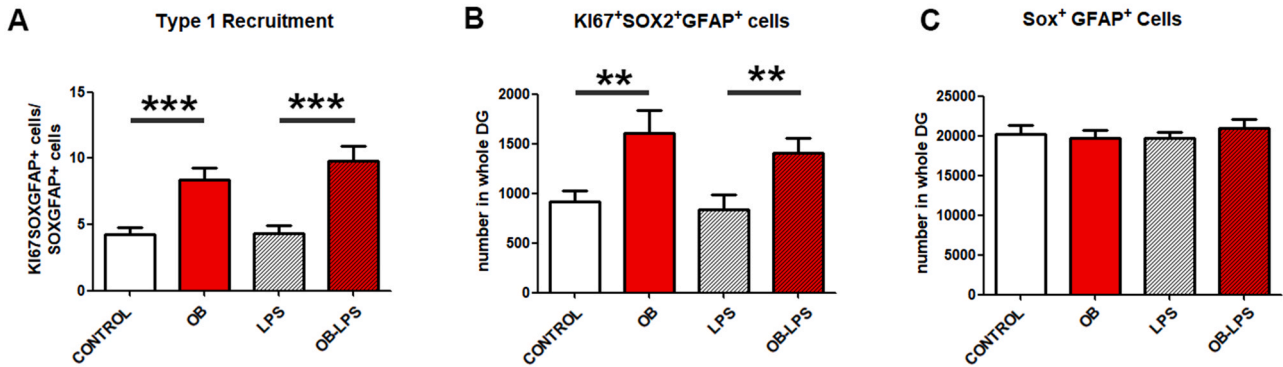 A
Type 1 Recruitment
KI67SOXGFAP+ cells/
SOXGFAP+ cells
15
10
5
0
***
***
CONTROL
OB
LPS
OB-LPS
B
KI67⁺SOX2⁺GFAP⁺ cells
number in whole DG
2000
1500
1000
500
0
**
**
CONTROL
OB
LPS
OB-LPS
C
Sox⁺ GFAP⁺ Cells
number in whole DG
25000
20000
15000
10000
5000
0
CONTROL
OB
LPS
OB-LPS